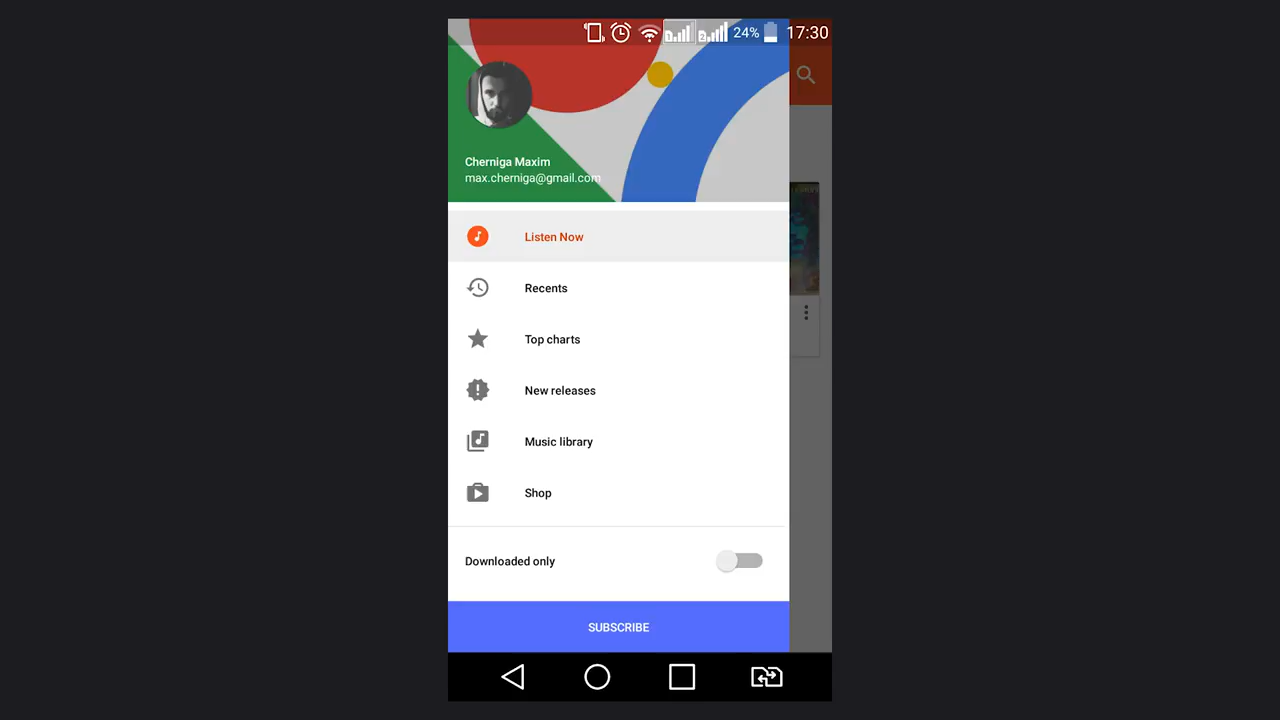 24% 17:30
Cherniga Maxim
max.cherniga@gmail.com
Listen Now
Recents
Top charts
New releases
Music library
Shop
Downloaded only
SUBSCRIBE